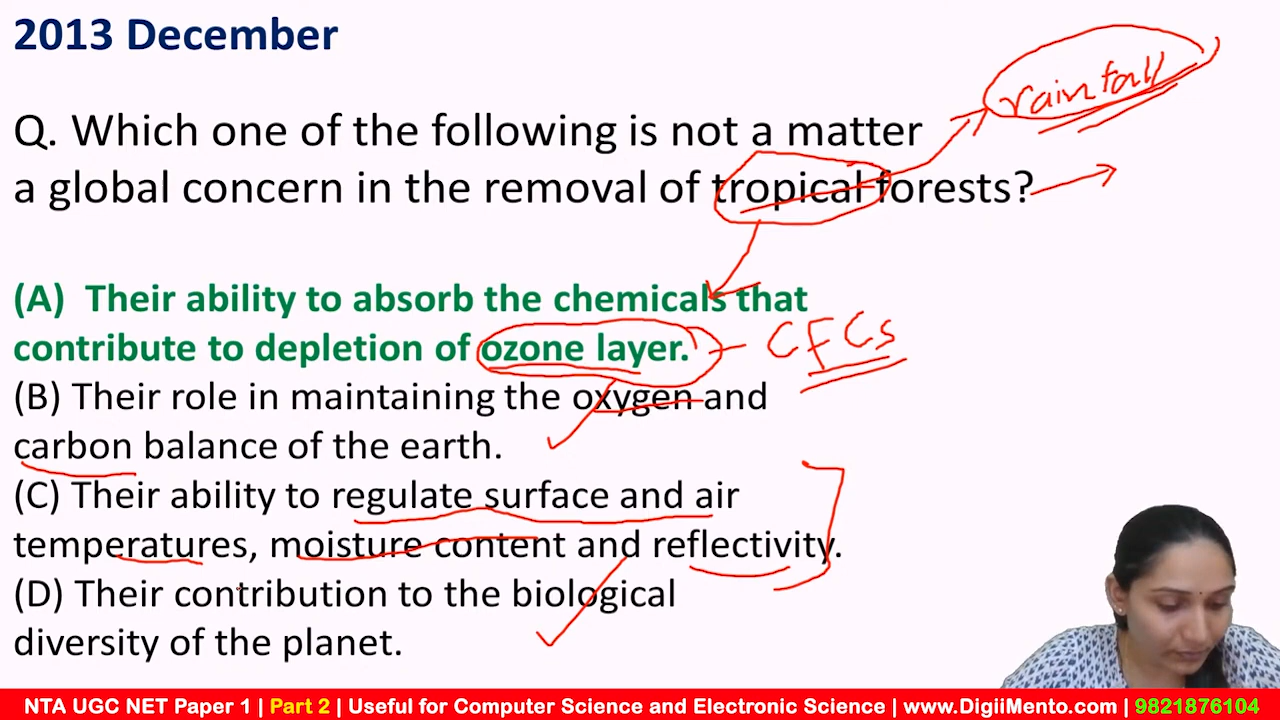 2013 December
rainfall
Q. Which one of the following is not a matter
a global concern in the removal of tropical forests?
(A) Their ability to absorb the chemicals that
contribute to depletion of ozone layer.
CFCs
(B) Their role in maintaining the oxygen and
carbon balance of the earth.
(C) Their ability to regulate surface and air
temperatures, moisture content and reflectivity.
(D) Their contribution to the biological
diversity of the planet.
NTA UGC NET Paper 1 | Part 2 | Useful for Computer Science and Electronic Science | www.DigiiMento.com | 9821876104